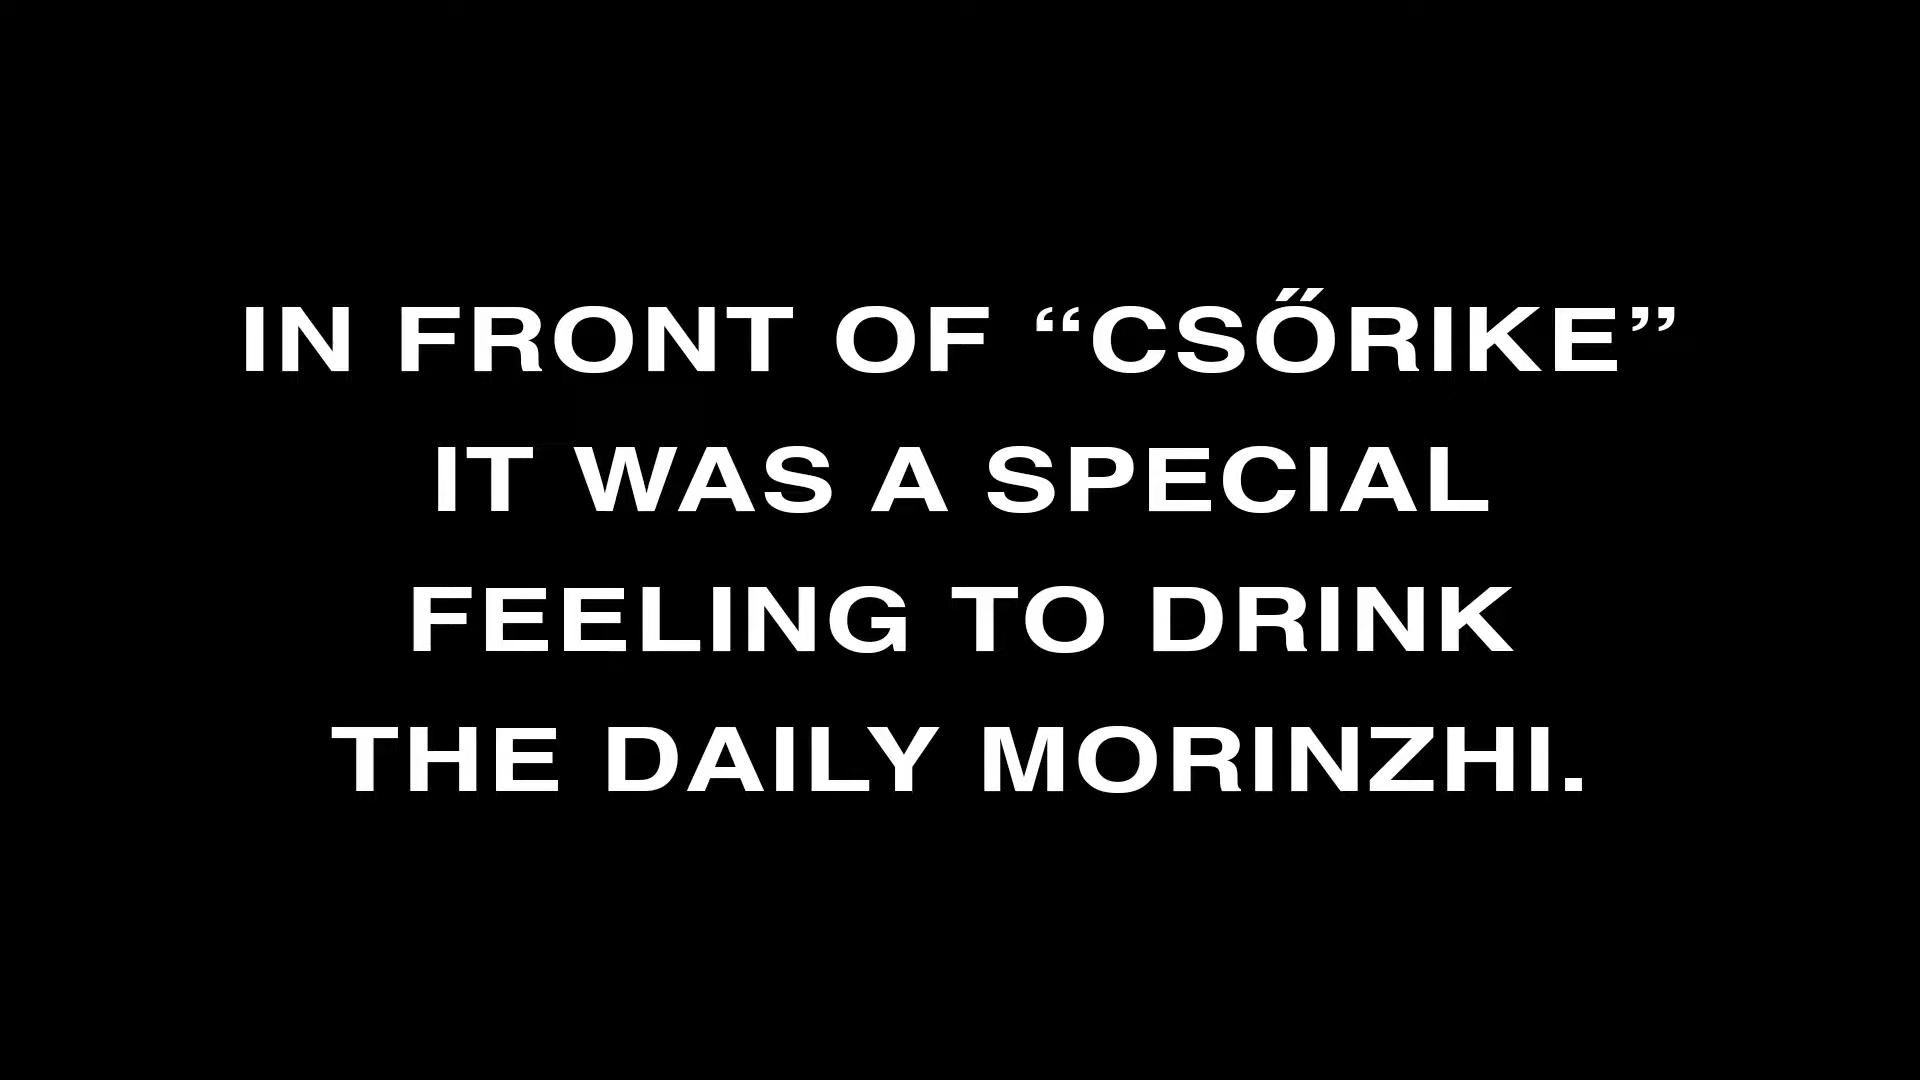 IN FRONT OF “CSŐRIKE”
IT WAS A SPECIAL
FEELING TO DRINK
THE DAILY MORINZHI.